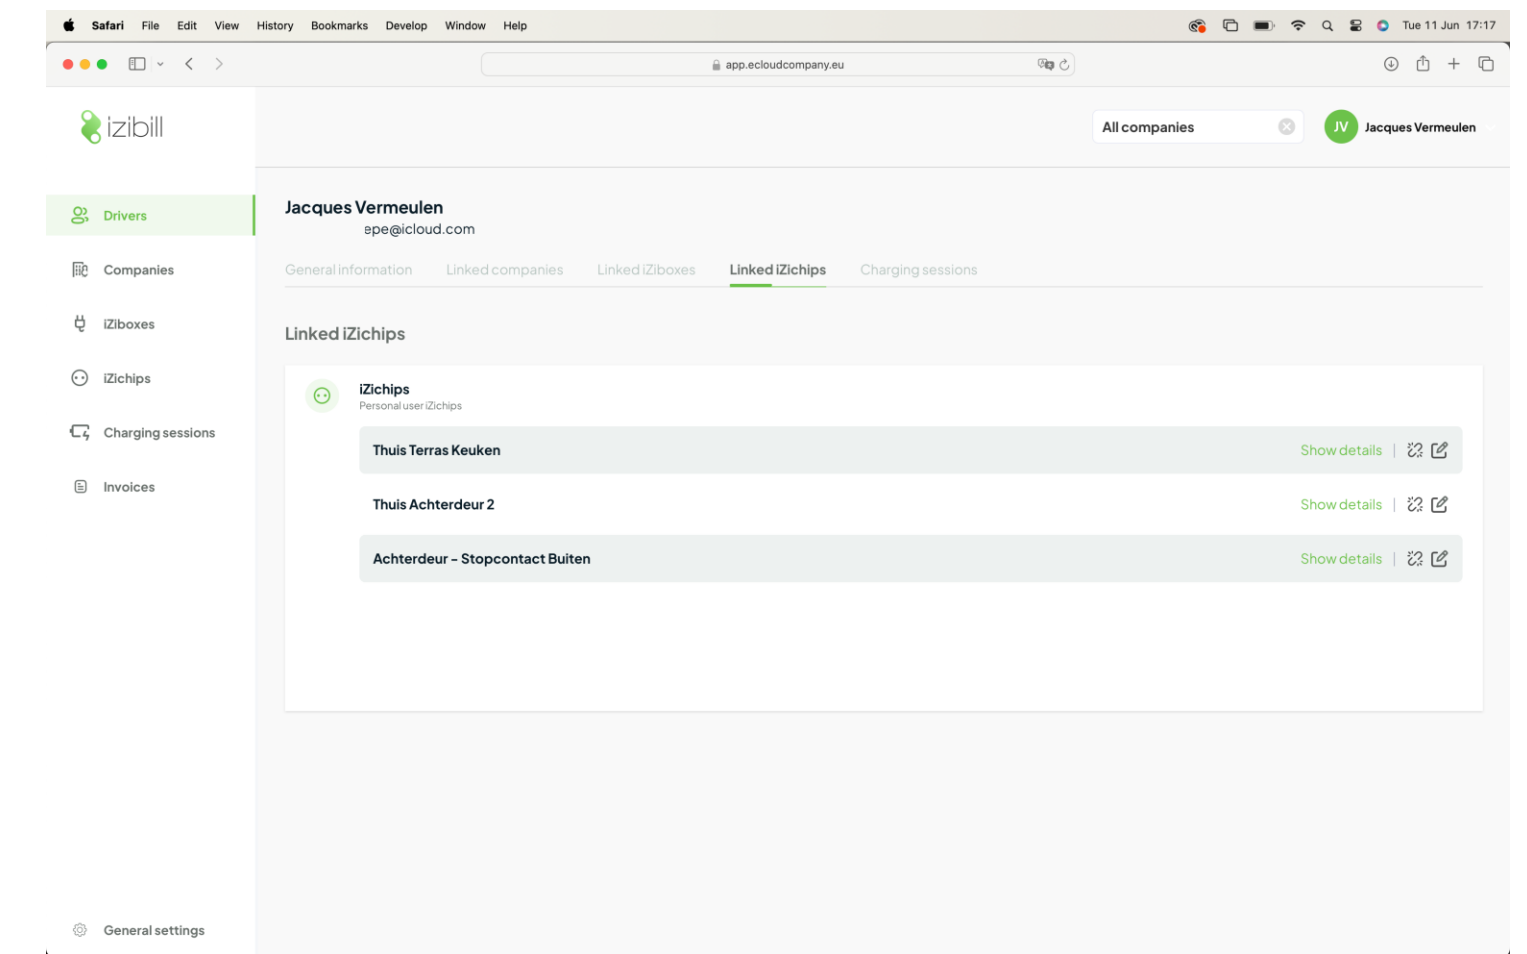 Safari File Edit View History Bookmarks Develop Window Help Tue 11 Jun 17:17
app.ecloudcompany.eu
izibill
All companies
JV Jacques Vermeulen
Drivers
Companies
iZiboxes
iZichips
Charging sessions
Invoices
General settings
Jacques Vermeulen
epe@icloud.com
General information Linked companies Linked iZiboxes Linked iZichips Charging sessions
Linked iZichips
iZichips
Personal user iZichips
Thuis Terras Keuken Show details |
Thuis Achterdeur 2 Show details |
Achterdeur - Stopcontact Buiten Show details |